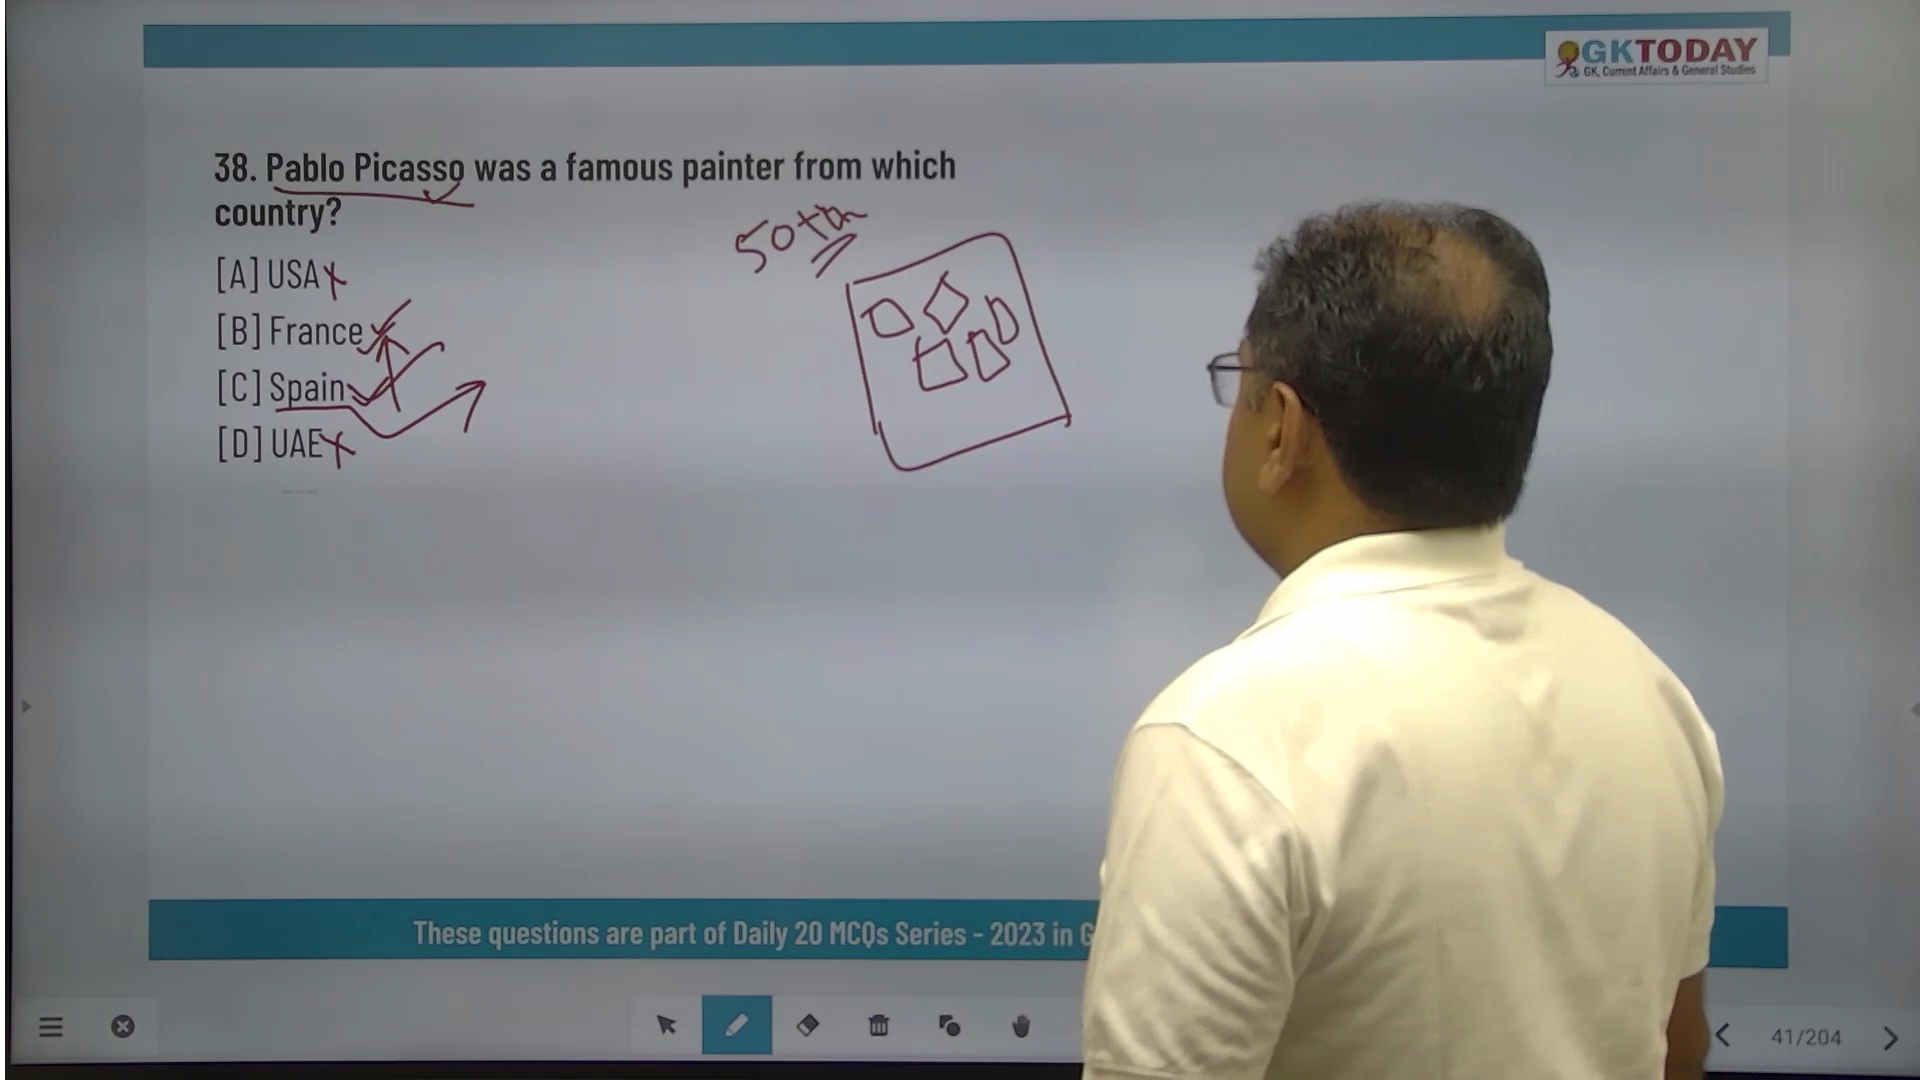 GKTODAY
GK, Current Affairs & General Studies
38. Pablo Picasso was a famous painter from which
country?
50th
[A] USA
[B] France
[C] Spain
[D] UAE
These questions are part of Daily 20 MCQs Series - 2023 in G
41/204